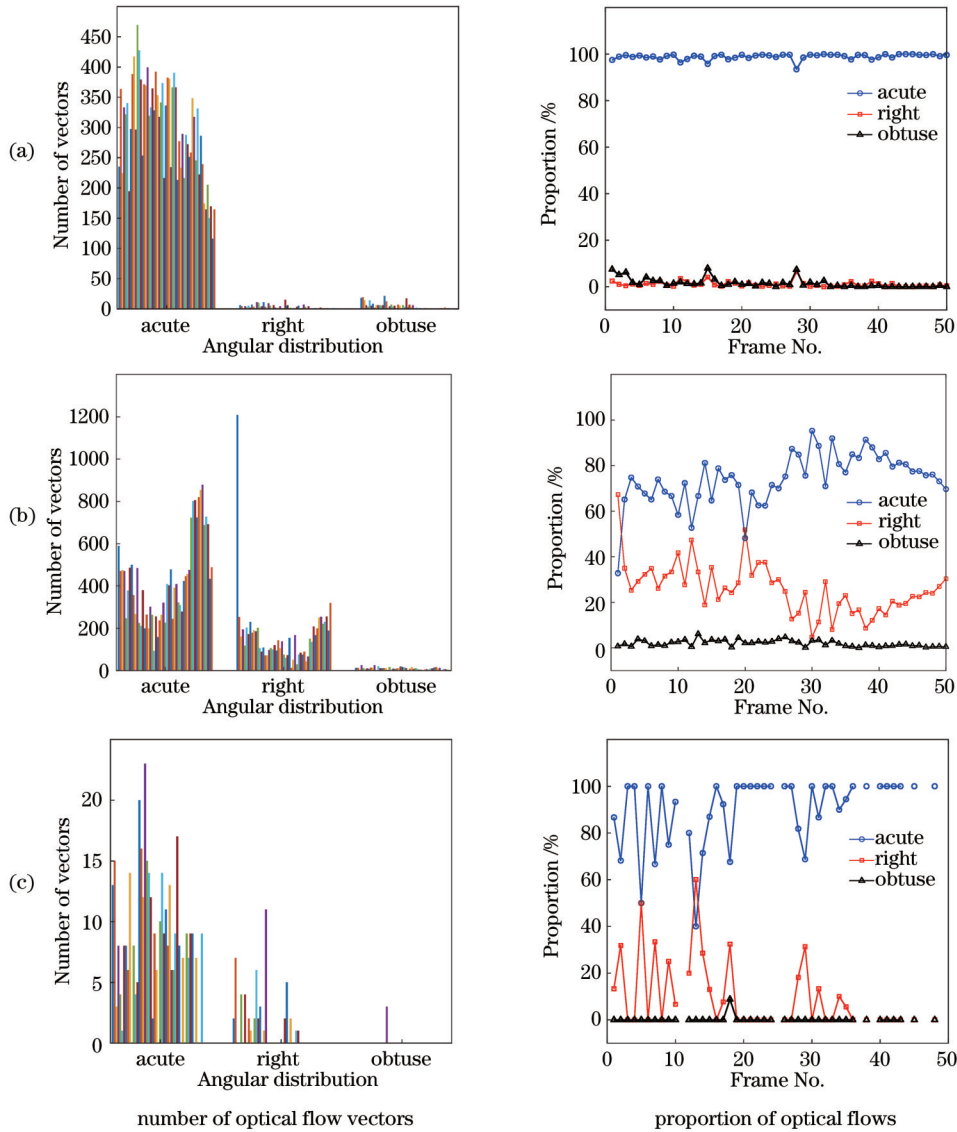 (a)
Number of vectors
450
400
350
300
250
200
150
100
50
0
acute
right
obtuse
Angular distribution
Proportion /%
100
80
60
40
20
0
acute
right
obtuse
0
10
20
30
40
50
Frame No.
(b)
Number of vectors
1200
1000
800
600
400
200
0
acute
right
obtuse
Angular distribution
Proportion /%
100
80
60
40
20
0
acute
right
obtuse
0
10
20
30
40
50
Frame No.
(c)
Number of vectors
20
15
10
5
0
acute
right
obtuse
Angular distribution
Proportion /%
100
80
60
40
20
0
acute
right
obtuse
0
10
20
30
40
50
Frame No.
number of optical flow vectors
proportion of optical flows